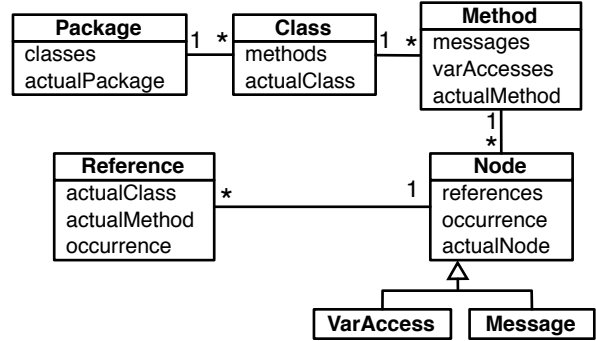 Package
classes
actualPackage
1 *
Class
methods
actualClass
1 *
Method
messages
varAccesses
actualMethod
1
*
Reference
actualClass
actualMethod
occurrence
* 1
Node
references
occurrence
actualNode
VarAccess
Message